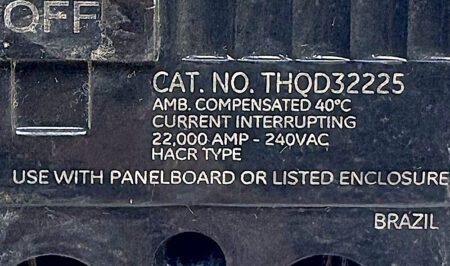 OFF
CAT. NO. THQD32225
AMB. COMPENSATED 40°C
CURRENT INTERRUPTING
22,000 AMP - 240VAC
HACR TYPE
USE WITH PANELBOARD OR LISTED ENCLOSURE
BRAZIL